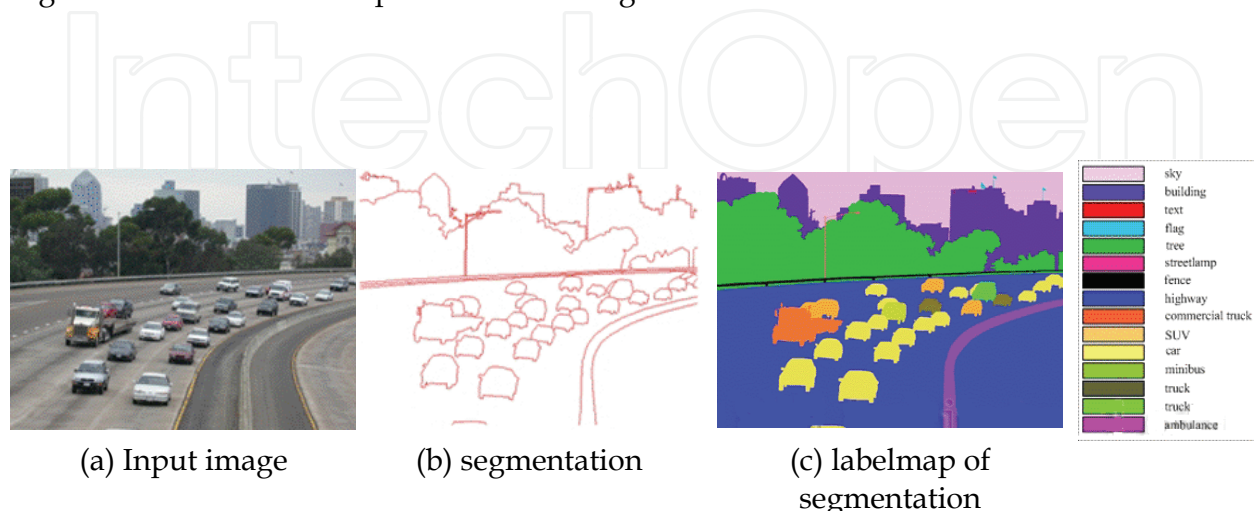 IntechOpen
sky
building
text
flag
tree
streetlamp
fence
highway
commercial truck
SUV
car
minibus
truck
truck
(a) Input image
(b) segmentation
(c) labelmap of
segmentation